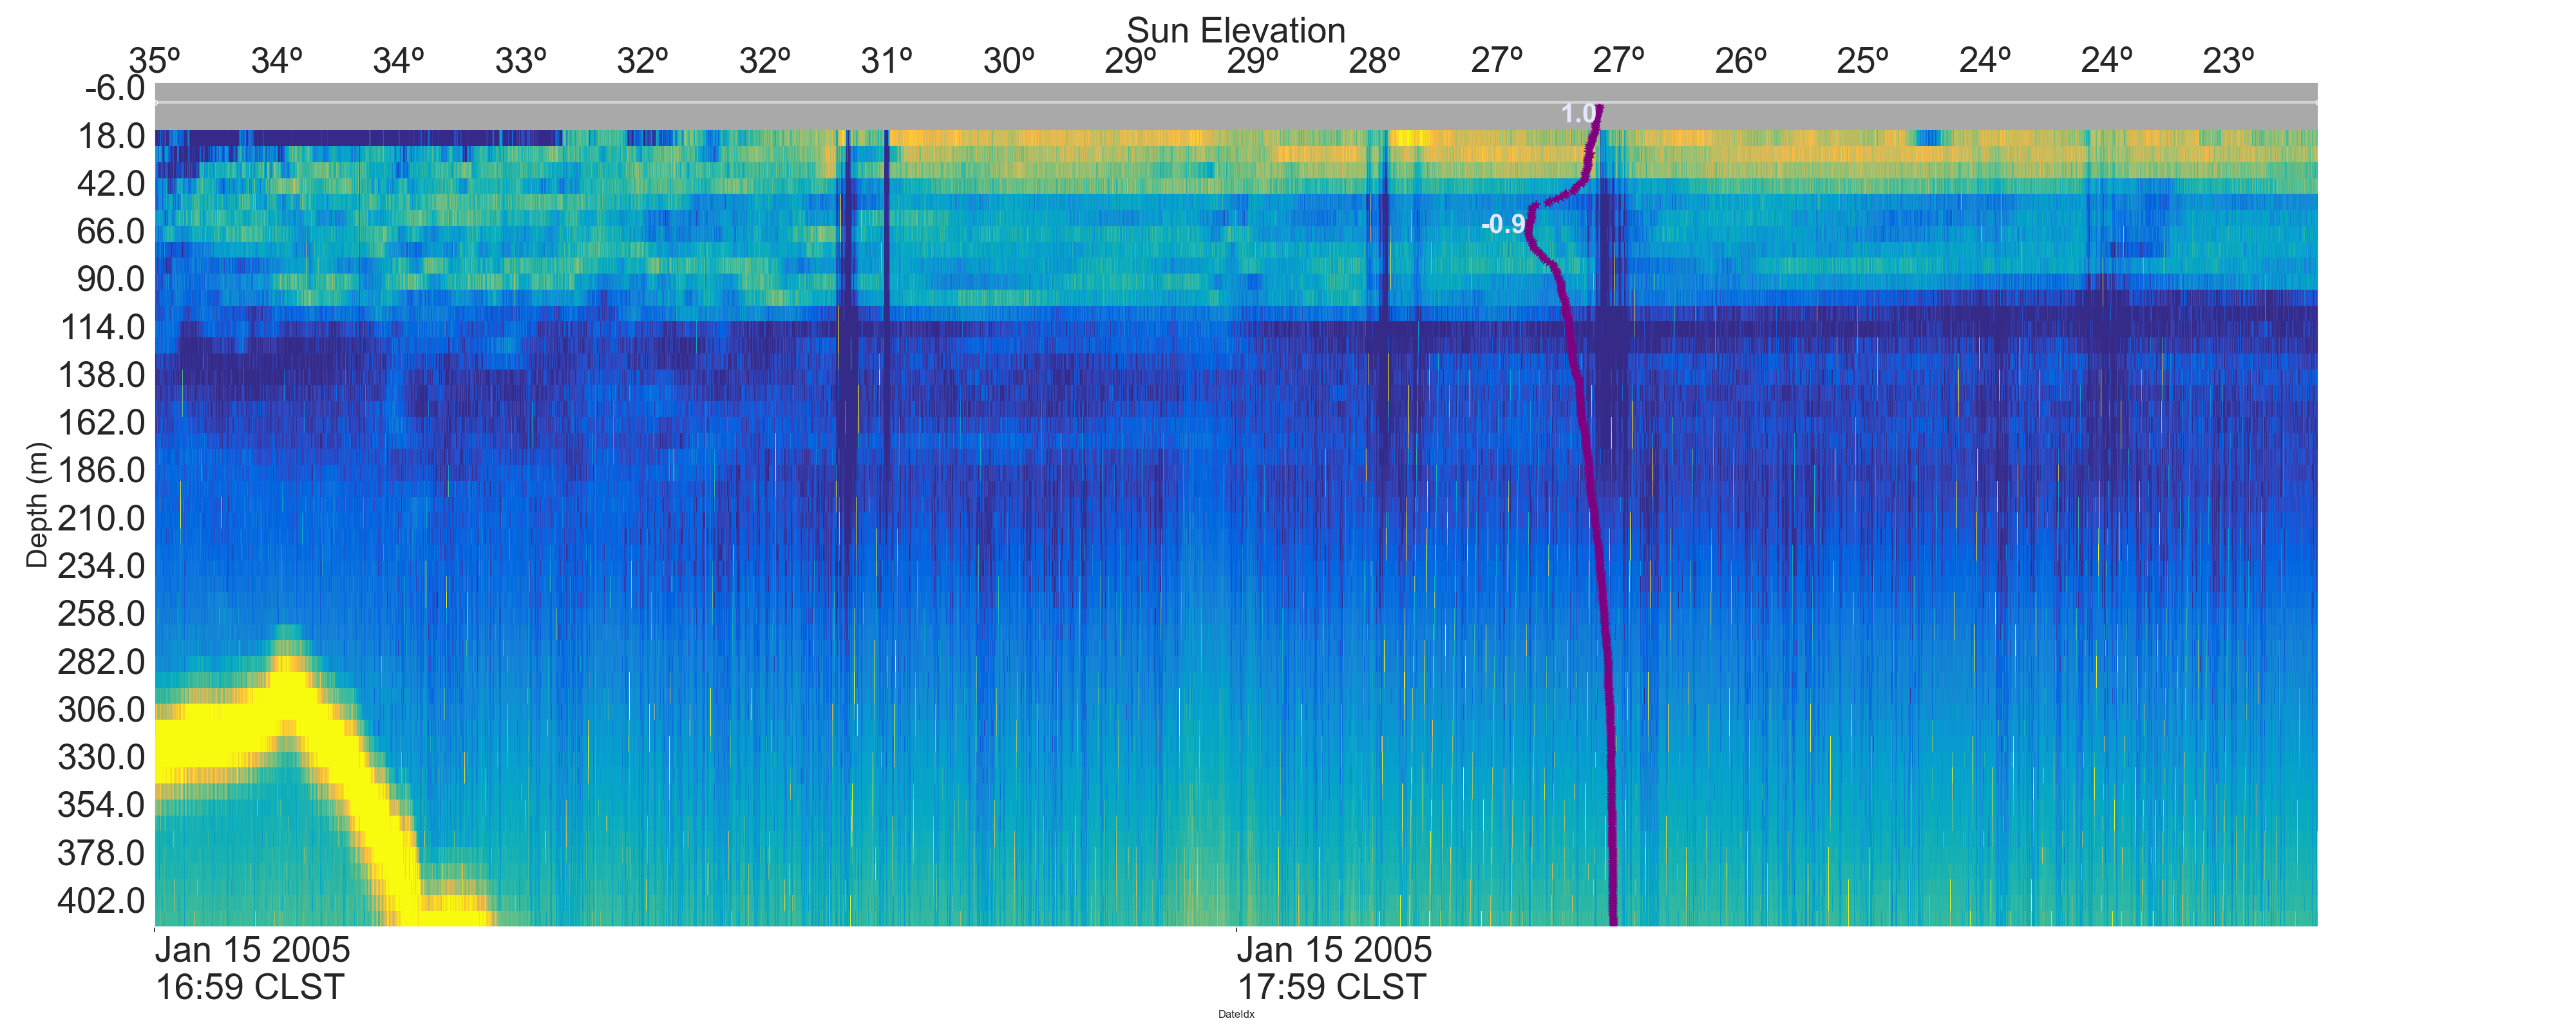 Sun Elevation
35º 34º 34º 33º 32º 32º 31º 30º 29º 29º 28º 27º 27º 26º 25º 24º 24º 23º
-6.0
1.0
18.0
42.0
-0.9
66.0
90.0
114.0
138.0
162.0
186.0
210.0
234.0
258.0
282.0
306.0
330.0
354.0
378.0
402.0
Depth (m)
Jan 15 2005
16:59 CLST
Jan 15 2005
17:59 CLST
DateIdx